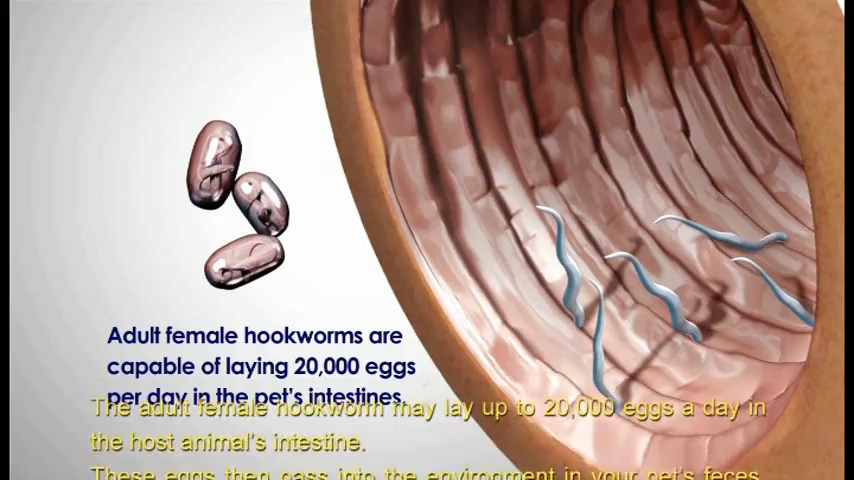 Adult female hookworms are
capable of laying 20,000 eggs
per day in the pet's intestines.
The adult female hookworm may lay up to 20,000 eggs a day in
the host animal's intestine.
These eggs then pass into the environment in your pet's feces.